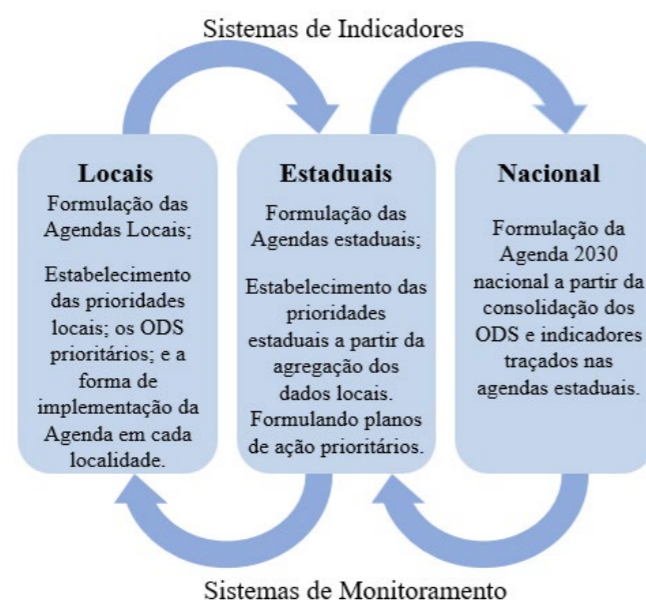 Sistemas de Indicadores
Locais
Formulação das
Agendas Locais;
Estabelecimento
das prioridades
locais; os ODS
prioritários; e a
forma de
implementação da
Agenda em cada
localidade.
Estaduais
Formulação das
Agendas estaduais;
Estabelecimento das
prioridades
estaduais a partir da
agregação dos
dados locais.
Formulando planos
de ação prioritários.
Nacional
Formulação da
Agenda 2030
nacional a partir da
consolidação dos
ODS e indicadores
traçados nas
agendas estaduais.
Sistemas de Monitoramento